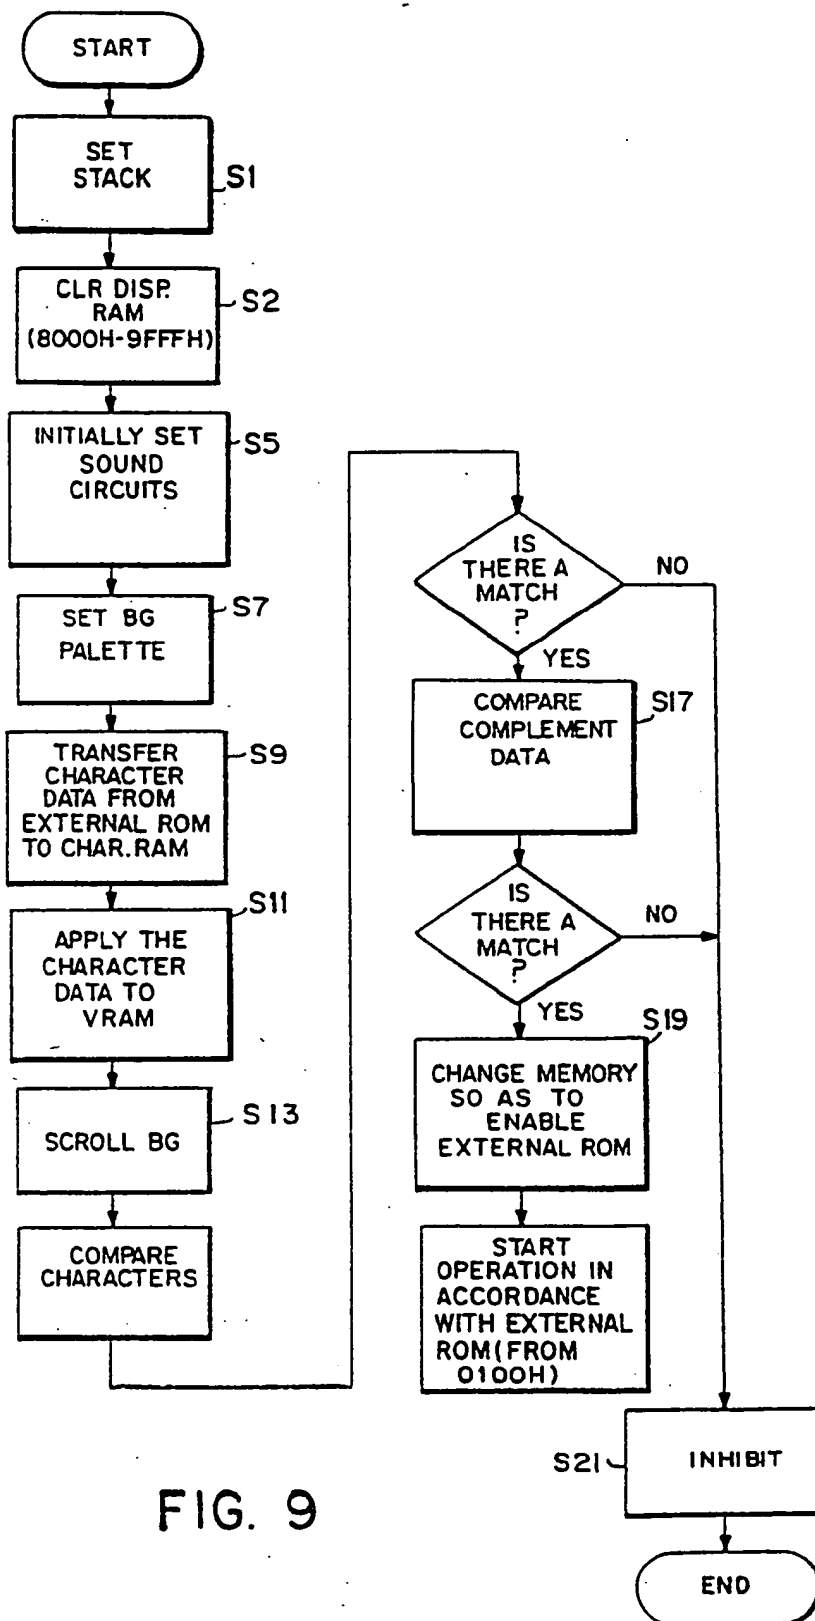 START
SET
STACK
S1
CLR DISP.
RAM
(8000H-9FFFH)
S2
INITIALLY SET
SOUND
CIRCUITS
S5
SET BG
PALETTE
S7
TRANSFER
CHARACTER
DATA FROM
EXTERNAL ROM
TO CHAR.RAM
S9
APPLY THE
CHARACTER
DATA TO
VRAM
S11
SCROLL BG
S13
COMPARE
CHARACTERS
IS
THERE A
MATCH
?
NO
YES
COMPARE
COMPLEMENT
DATA
S17
IS
THERE A
MATCH
?
NO
YES
CHANGE MEMORY
SO AS TO
ENABLE
EXTERNAL ROM
S19
START
OPERATION IN
ACCORDANCE
WITH EXTERNAL
ROM(FROM
0100H)
S21
INHIBIT
END
FIG. 9